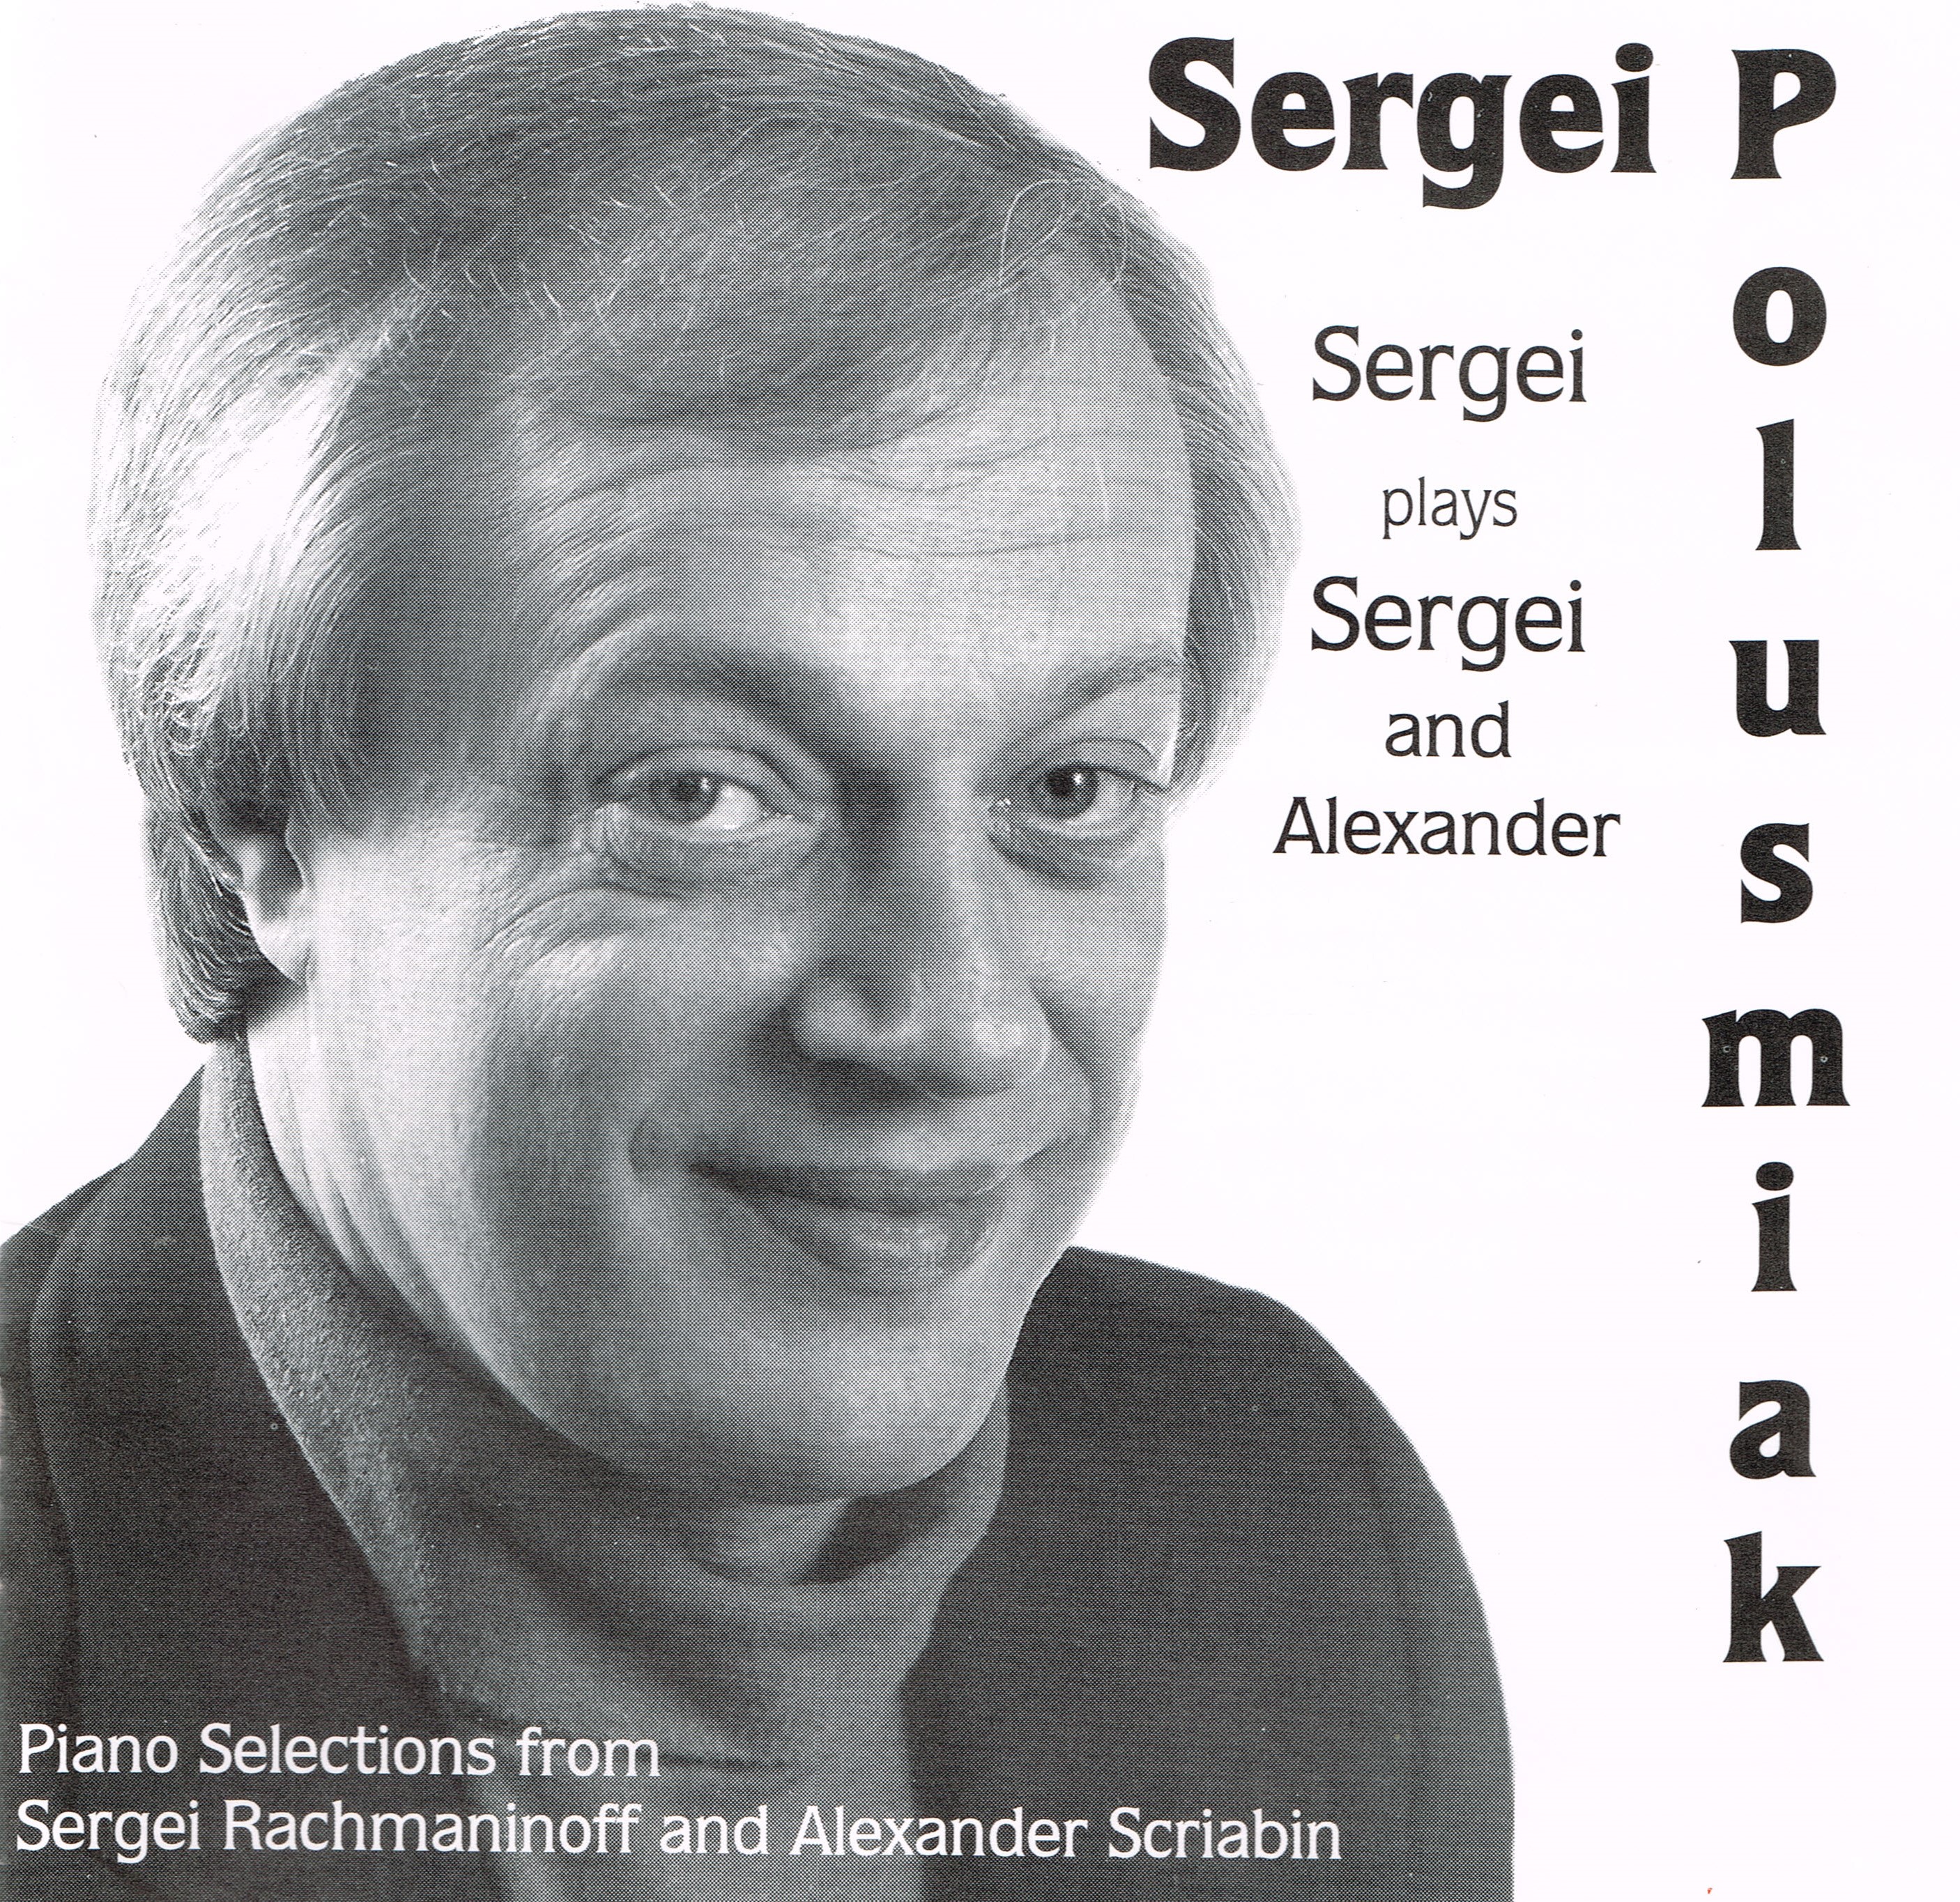 Sergei Polusmiak
Sergei
plays
Sergei
and
Alexander
Piano Selections from
Sergei Rachmaninoff and Alexander Scriabin